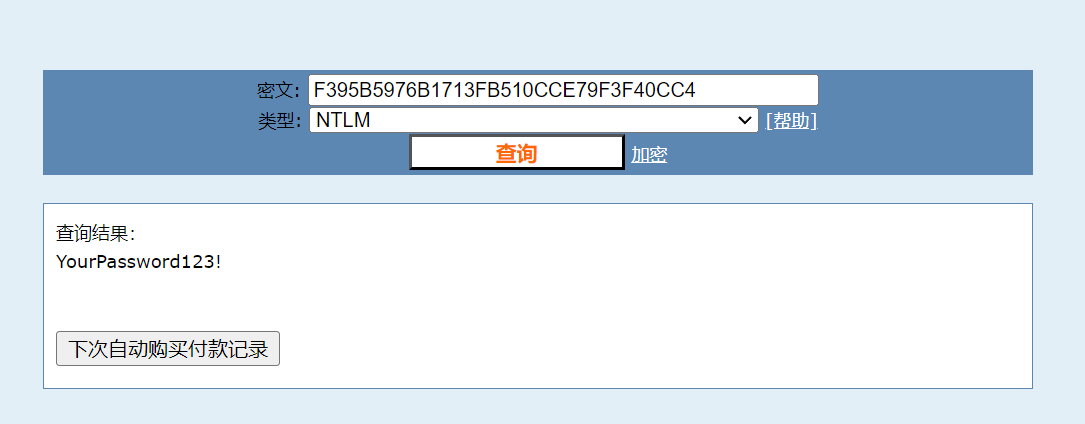 密文: F395B5976B1713FB510CCE79F3F40CC4
类型: NTLM [帮助]
查询 加密
查询结果:
YourPassword123!
下次自动购买付款记录